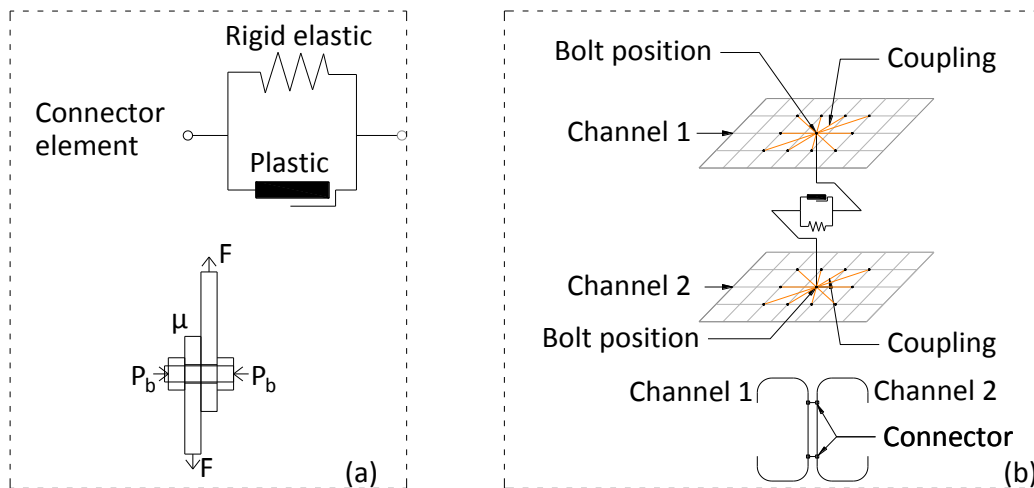 Rigid elastic
Connector
element
Plastic
F
μ
P_b
P_b
F
(a)
Bolt position
Coupling
Channel 1
Channel 2
Bolt position
Coupling
Channel 1
Channel 2
Connector
(b)